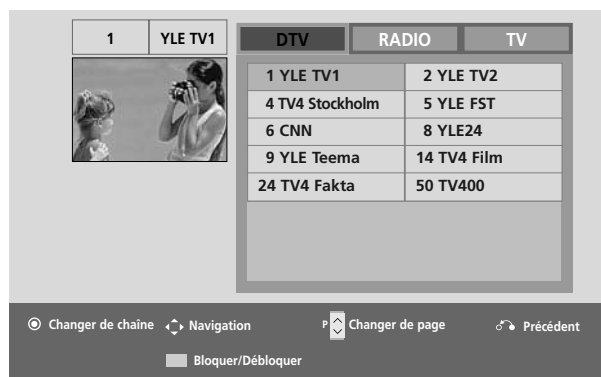 1 YLE TV1
DTV RADIO TV
1 YLE TV1 2 YLE TV2
4 TV4 Stockholm 5 YLE FST
6 CNN 8 YLE24
9 YLE Teema 14 TV4 Film
24 TV4 Fakta 50 TV400
Changer de chaîne Navigation P Changer de page Précédent
Bloquer/Débloquer